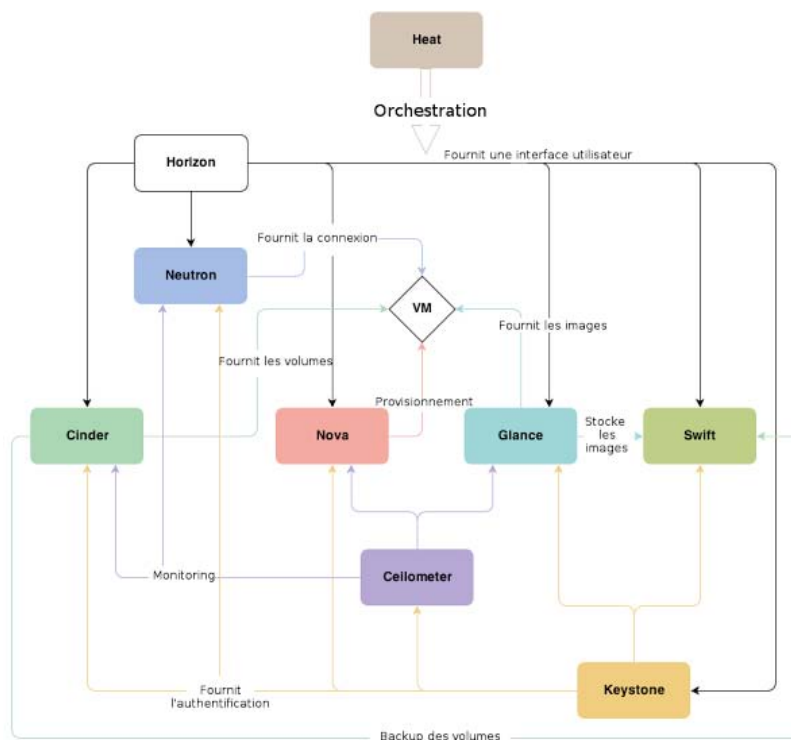 Heat
Orchestration
Fournit une interface utilisateur
Horizon
Fournit la connexion
Neutron
VM
Fournit les images
Fournit les volumes
Provisionnement
Cinder
Nova
Glance
Stocke
les
images
Swift
Ceilometer
Monitoring
Keystone
Fournit
l'authentification
Backup des volumes